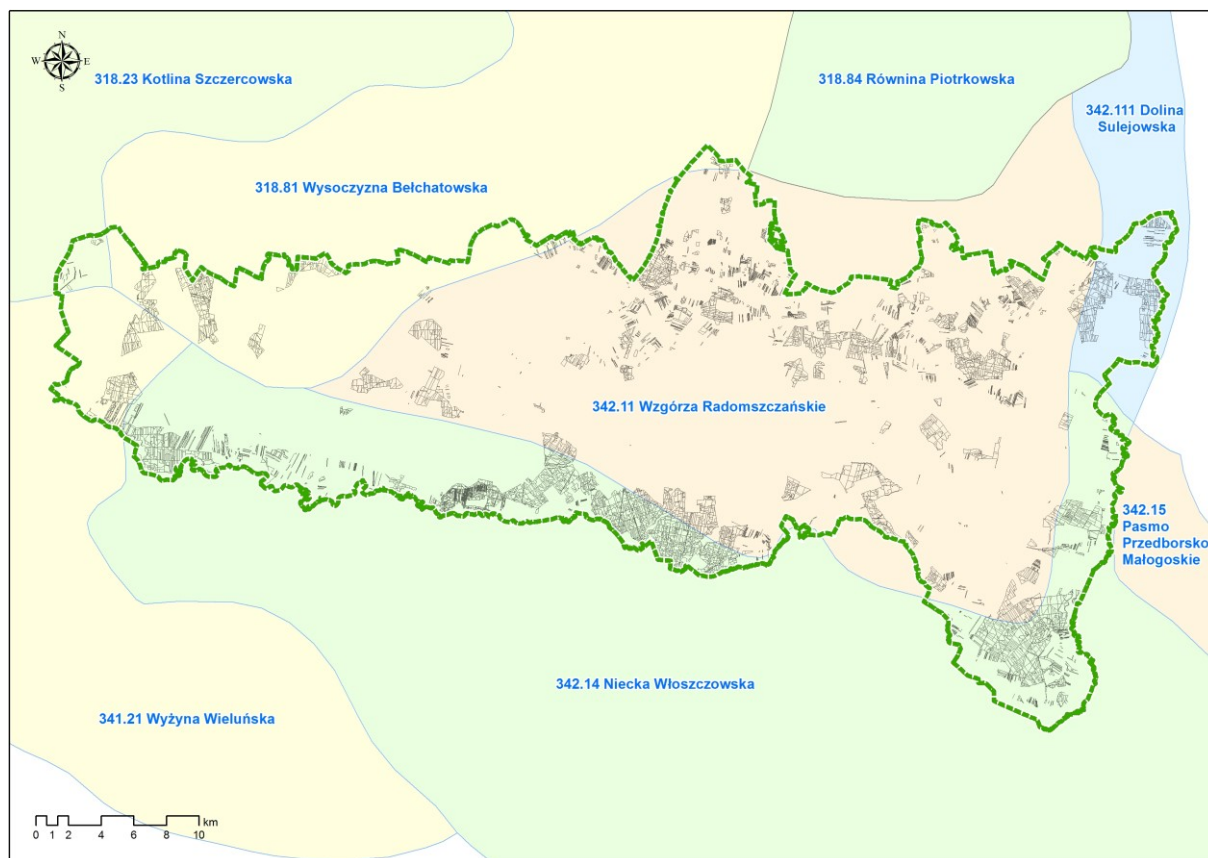 N
W E
S
318.23 Kotlina Szczercowska
318.84 Równina Piotrkowska
342.111 Dolina
Sulejowska
318.81 Wysoczyzna Bełchatowska
342.11 Wzgórza Radomszczańskie
342.15
Pasmo
Przedborsko
Małogoskie
342.14 Niecka Włoszczowska
341.21 Wyżyna Wieluńska
km
0 1 2 4 6 8 10